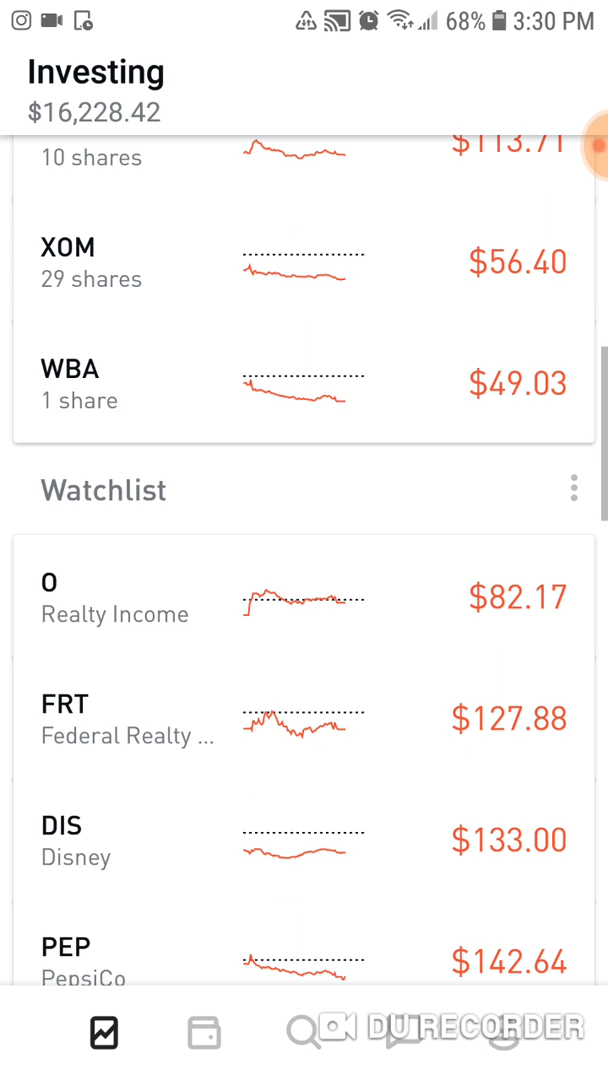 68% 3:30 PM
Investing
$16,228.42
10 shares
$113.71
XOM
29 shares
$56.40
WBA
1 share
$49.03
Watchlist
O
Realty Income
$82.17
FRT
Federal Realty ...
$127.88
DIS
Disney
$133.00
PEP
PepsiCo
$142.64
DU RECORDER